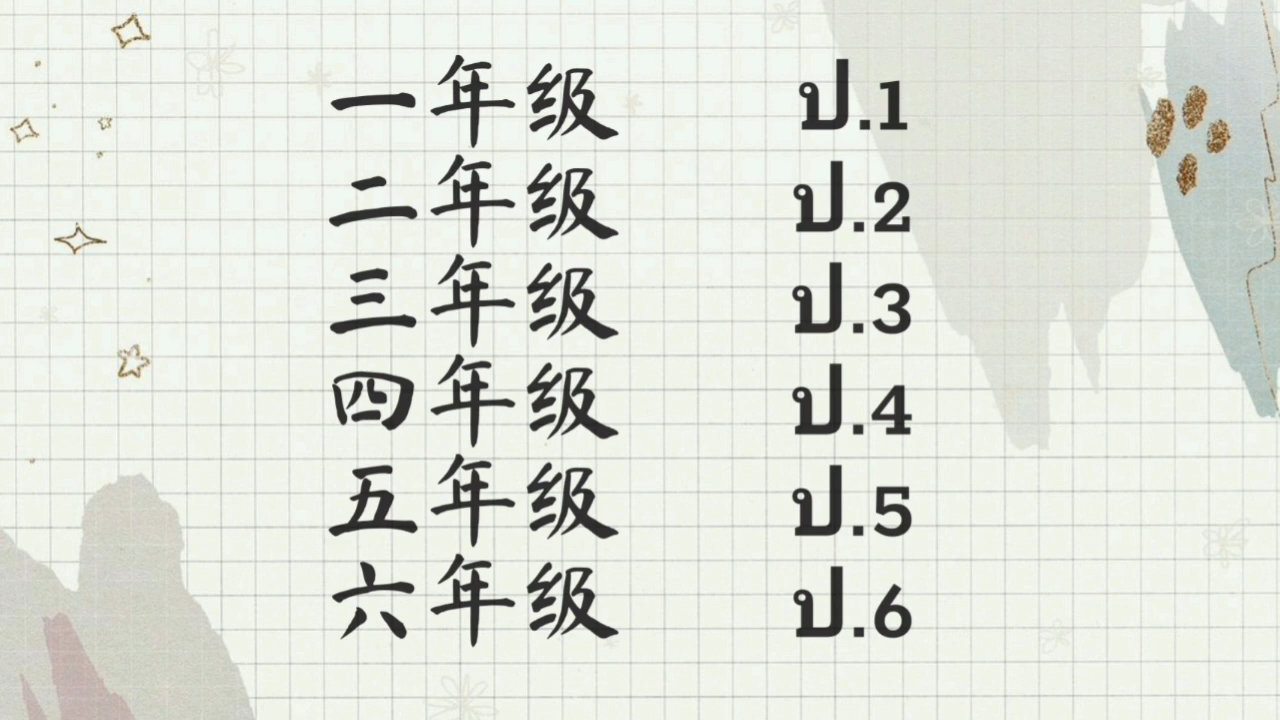 一年级 ป.1
二年级 ป.2
三年级 ป.3
四年级 ป.4
五年级 ป.5
六年级 ป.6